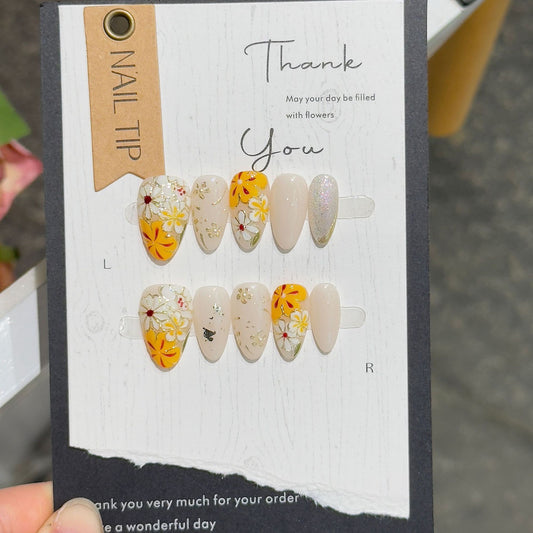 NAIL TIP
Thank
May your day be filled
with flowers
You
L
R
ank you very much for your order
e a wonderful day